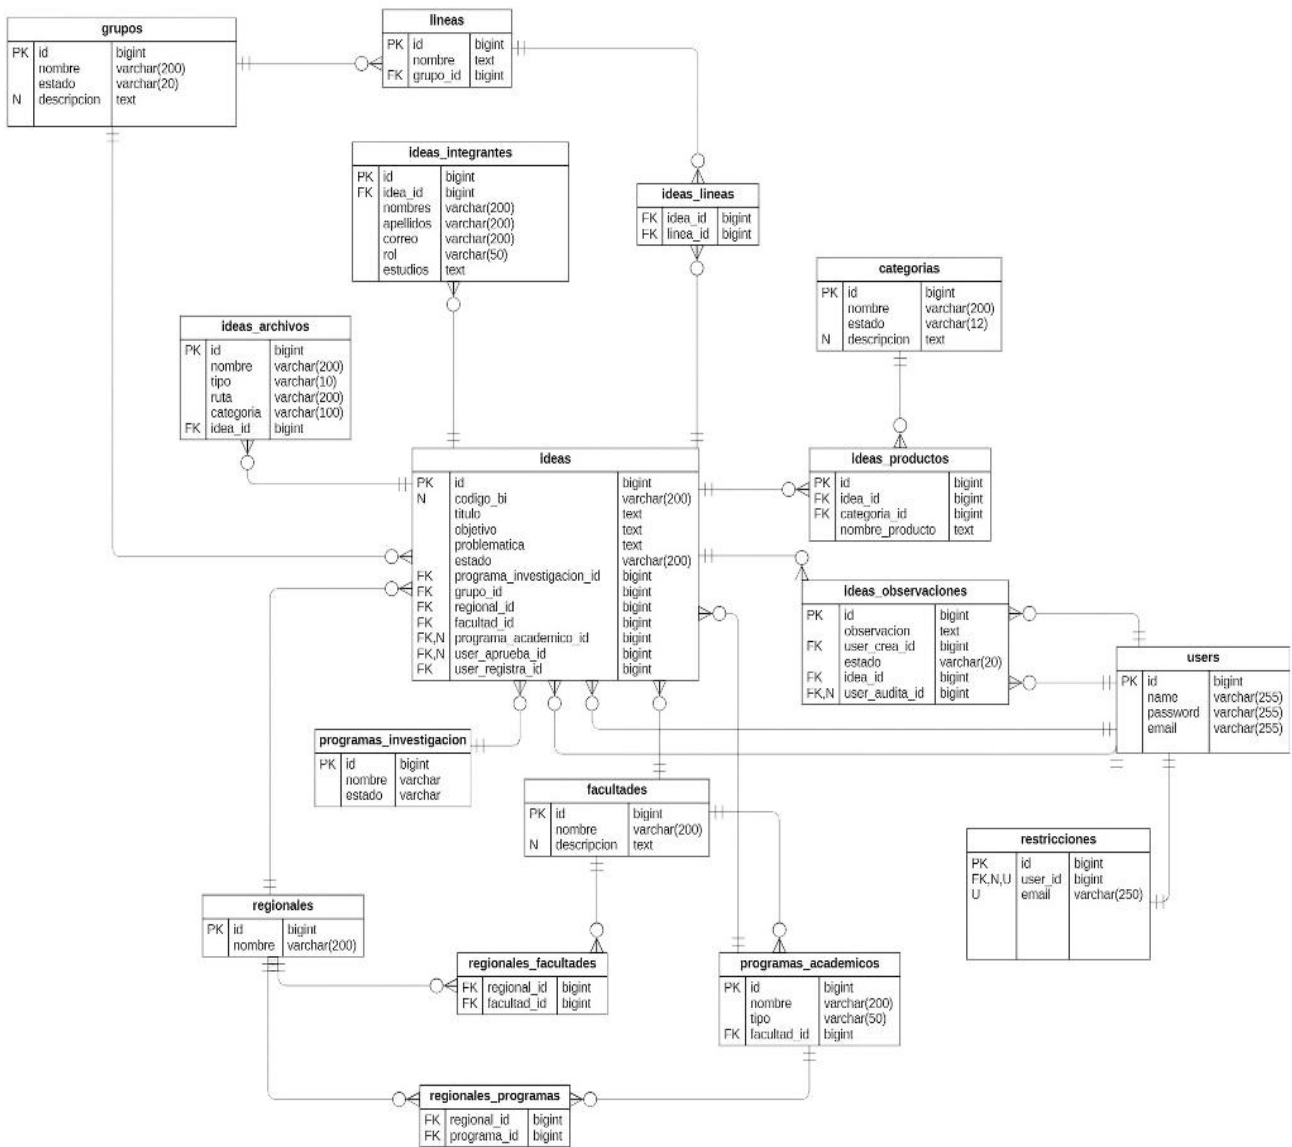 grupos
PK id bigint
nombre varchar(200)
estado varchar(20)
N descripcion text
lineas
PK id bigint
nombre text
FK grupo_id bigint
ideas_integrantes
PK id bigint
FK idea_id bigint
nombres varchar(200)
apellidos varchar(200)
correo varchar(200)
rol varchar(50)
estudios text
ideas_lineas
FK idea_id bigint
FK linea_id bigint
categorias
PK id bigint
nombre varchar(200)
estado varchar(12)
N descripcion text
ideas_archivos
PK id bigint
nombre varchar(200)
tipo varchar(10)
ruta varchar(200)
categoria varchar(100)
FK idea_id bigint
ideas
PK id bigint
N codigo_bi varchar(200)
titulo text
objetivo text
problematica text
estado varchar(200)
FK programa_investigacion_id bigint
FK grupo_id bigint
FK regional_id bigint
FK facultad_id bigint
FK,N programa_academico_id bigint
FK,N user_aprueba_id bigint
FK user_registra_id bigint
ideas_productos
PK id bigint
FK idea_id bigint
FK categoria_id bigint
nombre_producto text
ideas_observaciones
PK id bigint
observacion text
FK user_crea_id bigint
estado varchar(20)
FK idea_id bigint
FK,N user_audita_id bigint
users
PK id bigint
name varchar(255)
password varchar(255)
email varchar(255)
programas_investigacion
PK id bigint
nombre varchar
estado varchar
facultades
PK id bigint
nombre varchar(200)
N descripcion text
restricciones
PK id bigint
FK,N,U user_id bigint
U email varchar(250)
regionales
PK id bigint
nombre varchar(200)
regionales_facultades
FK regional_id bigint
FK facultad_id bigint
programas_academicos
PK id bigint
nombre varchar(200)
tipo varchar(50)
FK facultad_id bigint
regionales_programas
FK regional_id bigint
FK programa_id bigint